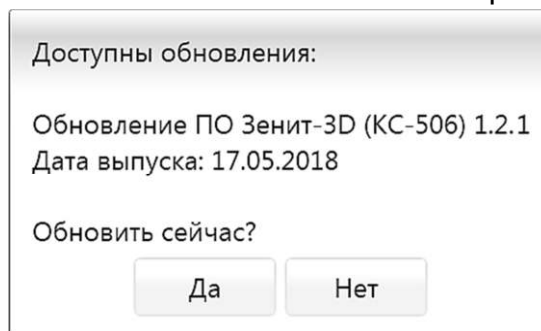 Доступны обновления:
Обновление ПО Зенит-3D (КС-506) 1.2.1
Дата выпуска: 17.05.2018
Обновить сейчас?
Да
Нет